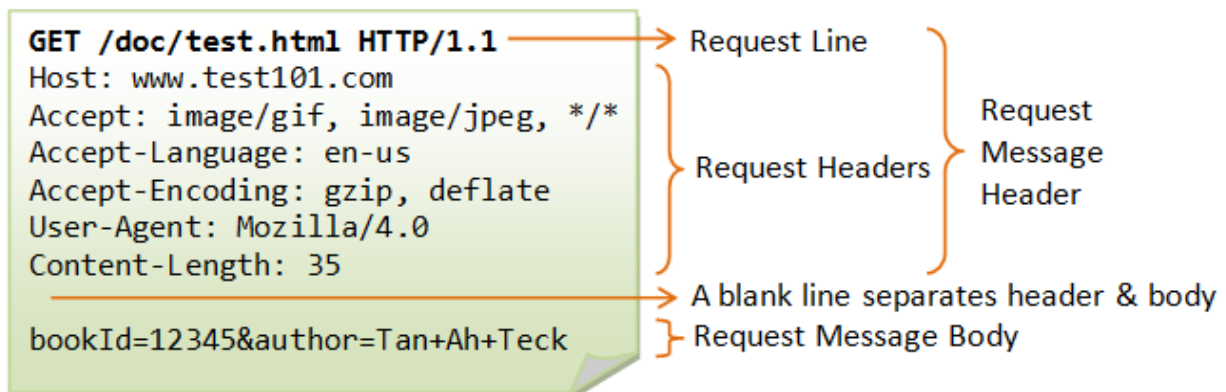 GET /doc/test.html HTTP/1.1
Request Line
Host: www.test101.com
Accept: image/gif, image/jpeg, */*
Accept-Language: en-us
Accept-Encoding: gzip, deflate
User-Agent: Mozilla/4.0
Content-Length: 35
Request Headers
Request
Message
Header
A blank line separates header & body
bookId=12345&author=Tan+Ah+Teck
Request Message Body